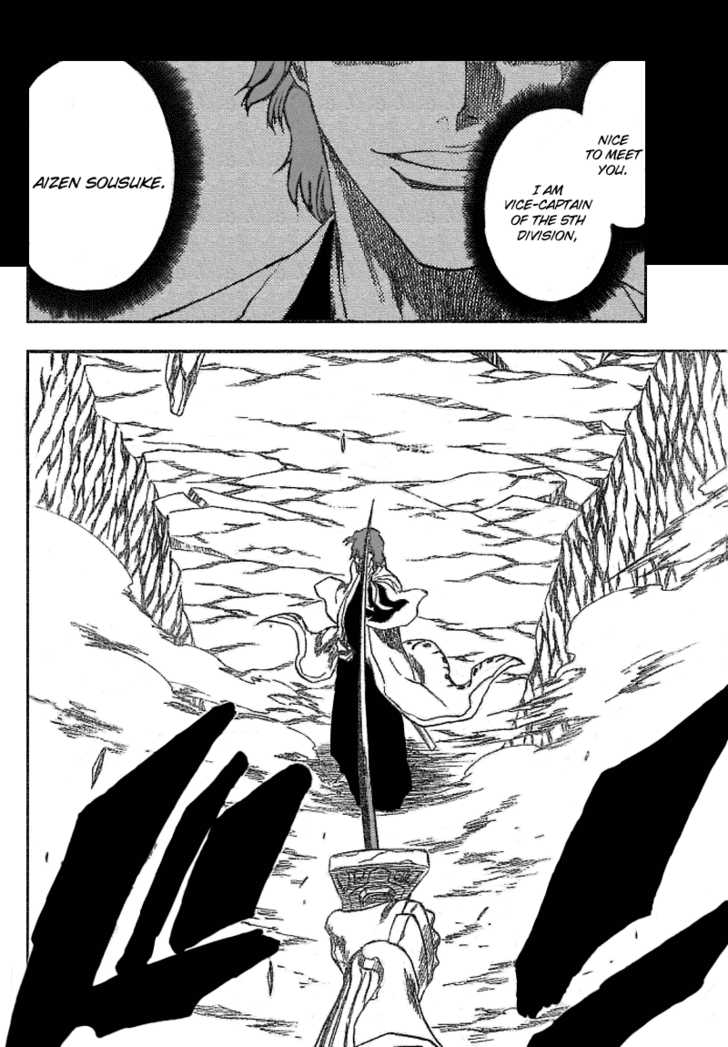 NICE
TO MEET
YOU.
I AM
VICE-CAPTAIN
OF THE 5TH
DIVISION,
AIZEN SOUSUKE.